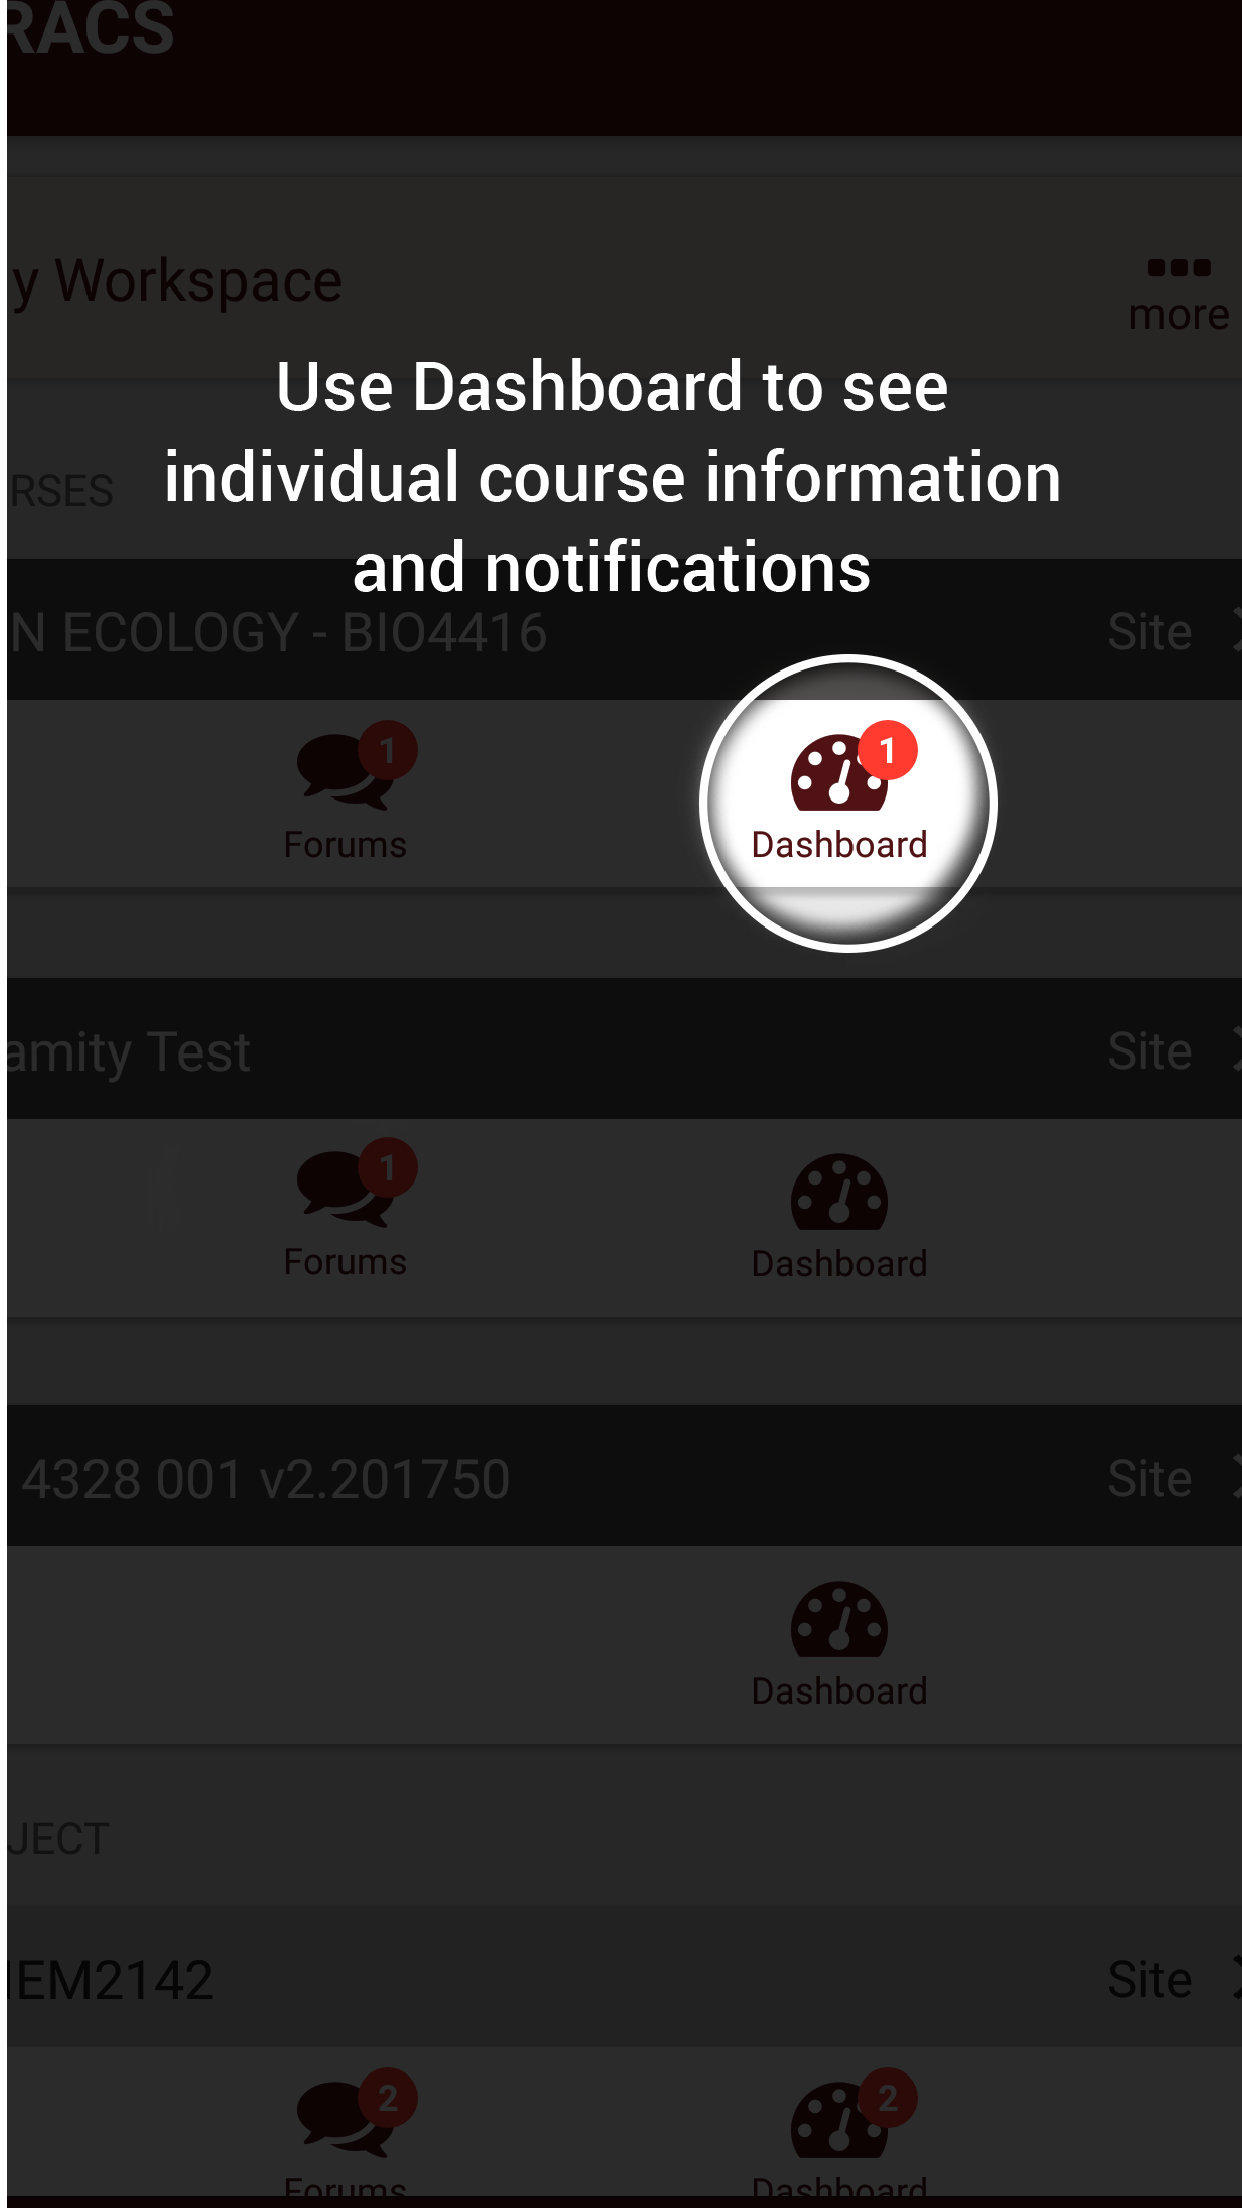 RACS
y Workspace
more
Use Dashboard to see
individual course information
and notifications
RSES
N ECOLOGY - BIO4416
Site
1
1
Forums
Dashboard
amity Test
Site
1
Forums
Dashboard
4328 001 v2.201750
Site
Dashboard
JECT
IEM2142
Site
2
2
Forums
Dashboard